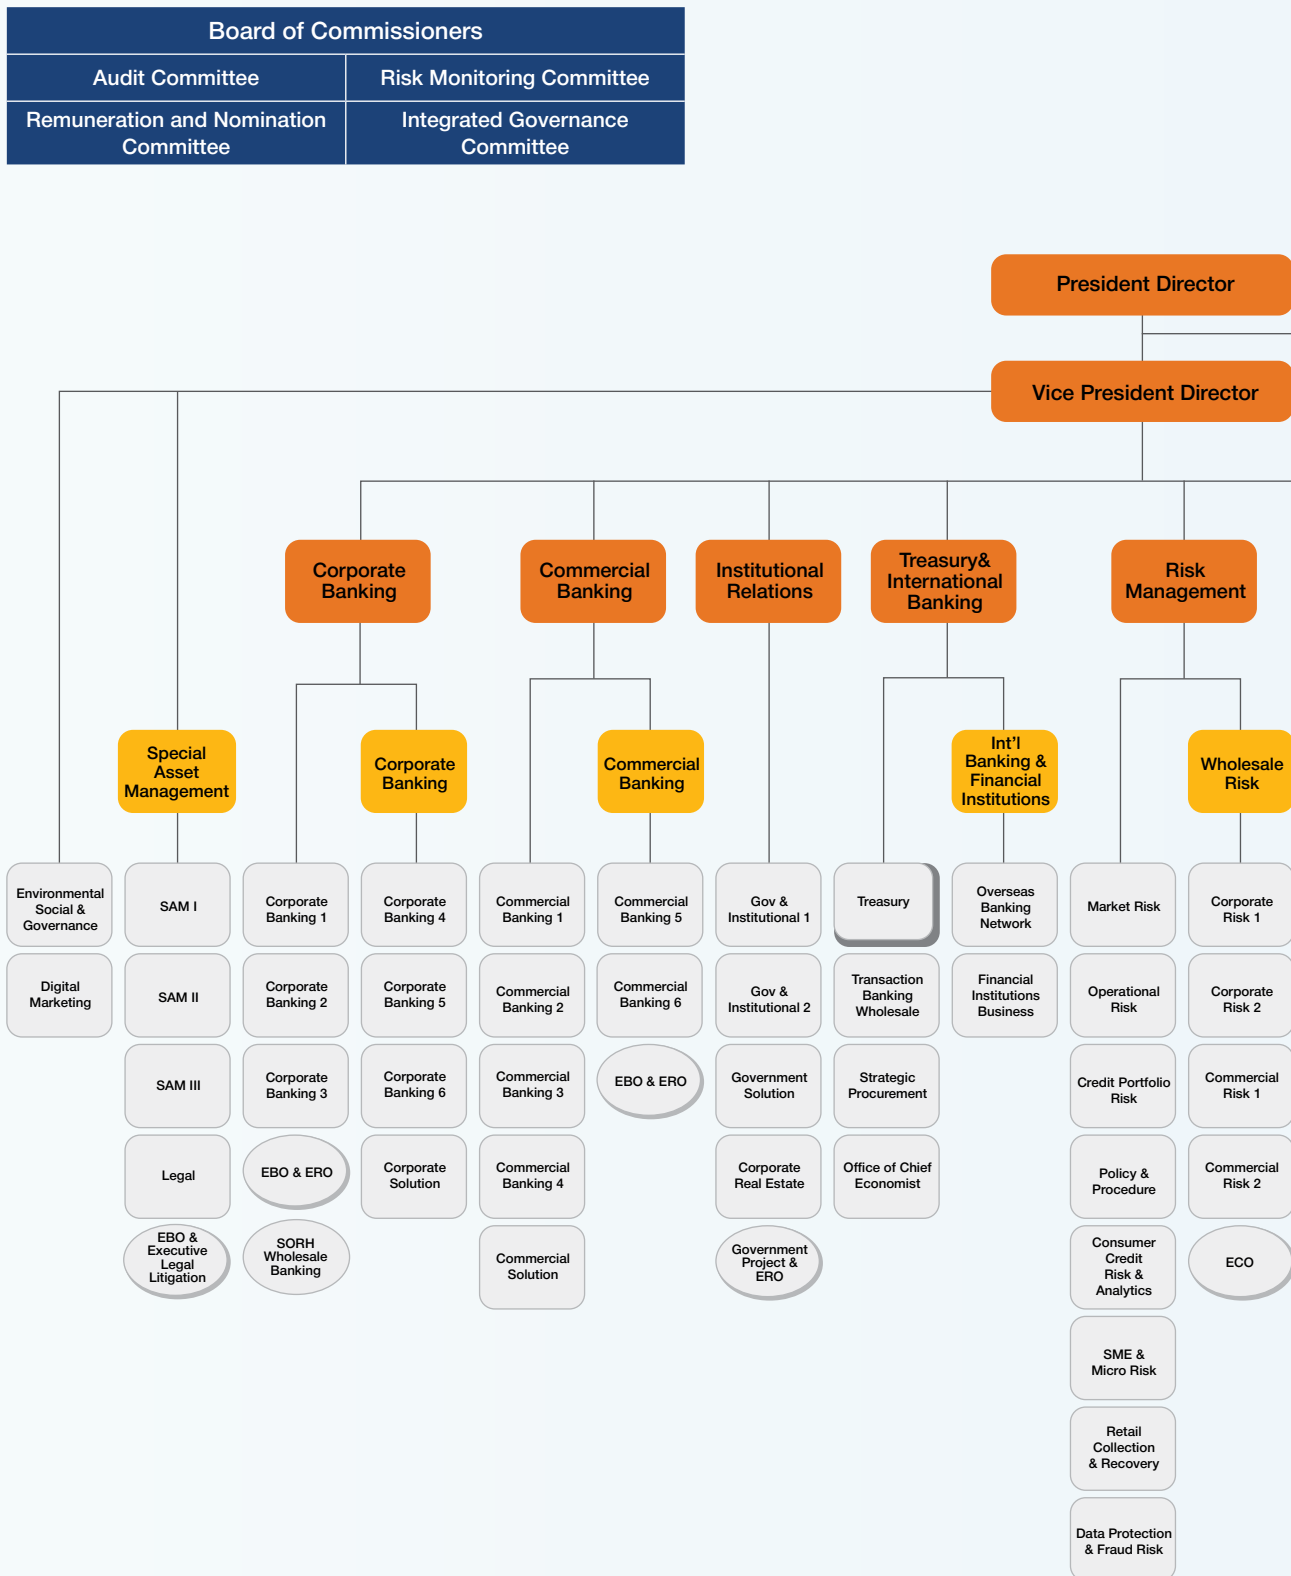 Board of Commissioners
Audit Committee
Risk Monitoring Committee
Remuneration and Nomination
Committee
Integrated Governance
Committee
President Director
Vice President Director
Corporate
Banking
Commercial
Banking
Institutional
Relations
Treasury&
International
Banking
Risk
Management
Special
Asset
Management
Corporate
Banking
Commercial
Banking
Int'l
Banking &
Financial
Institutions
Wholesale
Risk
Environmental
Social &
Governance
Digital
Marketing
SAM I
SAM II
SAM III
Legal
EBO &
Executive
Legal
Litigation
Corporate
Banking 1
Corporate
Banking 2
Corporate
Banking 3
EBO & ERO
SORH
Wholesale
Banking
Corporate
Banking 4
Corporate
Banking 5
Corporate
Banking 6
Corporate
Solution
Commercial
Banking 1
Commercial
Banking 2
Commercial
Banking 3
Commercial
Banking 4
Commercial
Solution
Commercial
Banking 5
Commercial
Banking 6
EBO & ERO
Gov &
Institutional 1
Gov &
Institutional 2
Government
Solution
Corporate
Real Estate
Government
Project &
ERO
Treasury
Transaction
Banking
Wholesale
Strategic
Procurement
Office of Chief
Economist
Overseas
Banking
Network
Financial
Institutions
Business
Market Risk
Operational
Risk
Credit Portfolio
Risk
Policy &
Procedure
Consumer
Credit
Risk &
Analytics
SME &
Micro Risk
Retail
Collection
& Recovery
Data Protection
& Fraud Risk
Corporate
Risk 1
Corporate
Risk 2
Commercial
Risk 1
Commercial
Risk 2
ECO